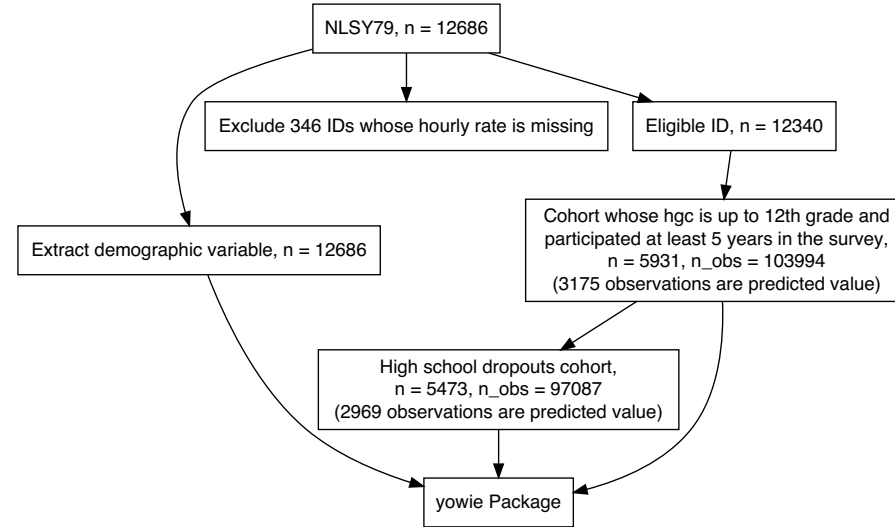 NLSY79, n = 12686
Exclude 346 IDs whose hourly rate is missing
Eligible ID, n = 12340
Extract demographic variable, n = 12686
Cohort whose hgc is up to 12th grade and
participated at least 5 years in the survey,
n = 5931, n_obs = 103994
(3175 observations are predicted value)
High school dropouts cohort,
n = 5473, n_obs = 97087
(2969 observations are predicted value)
yowie Package